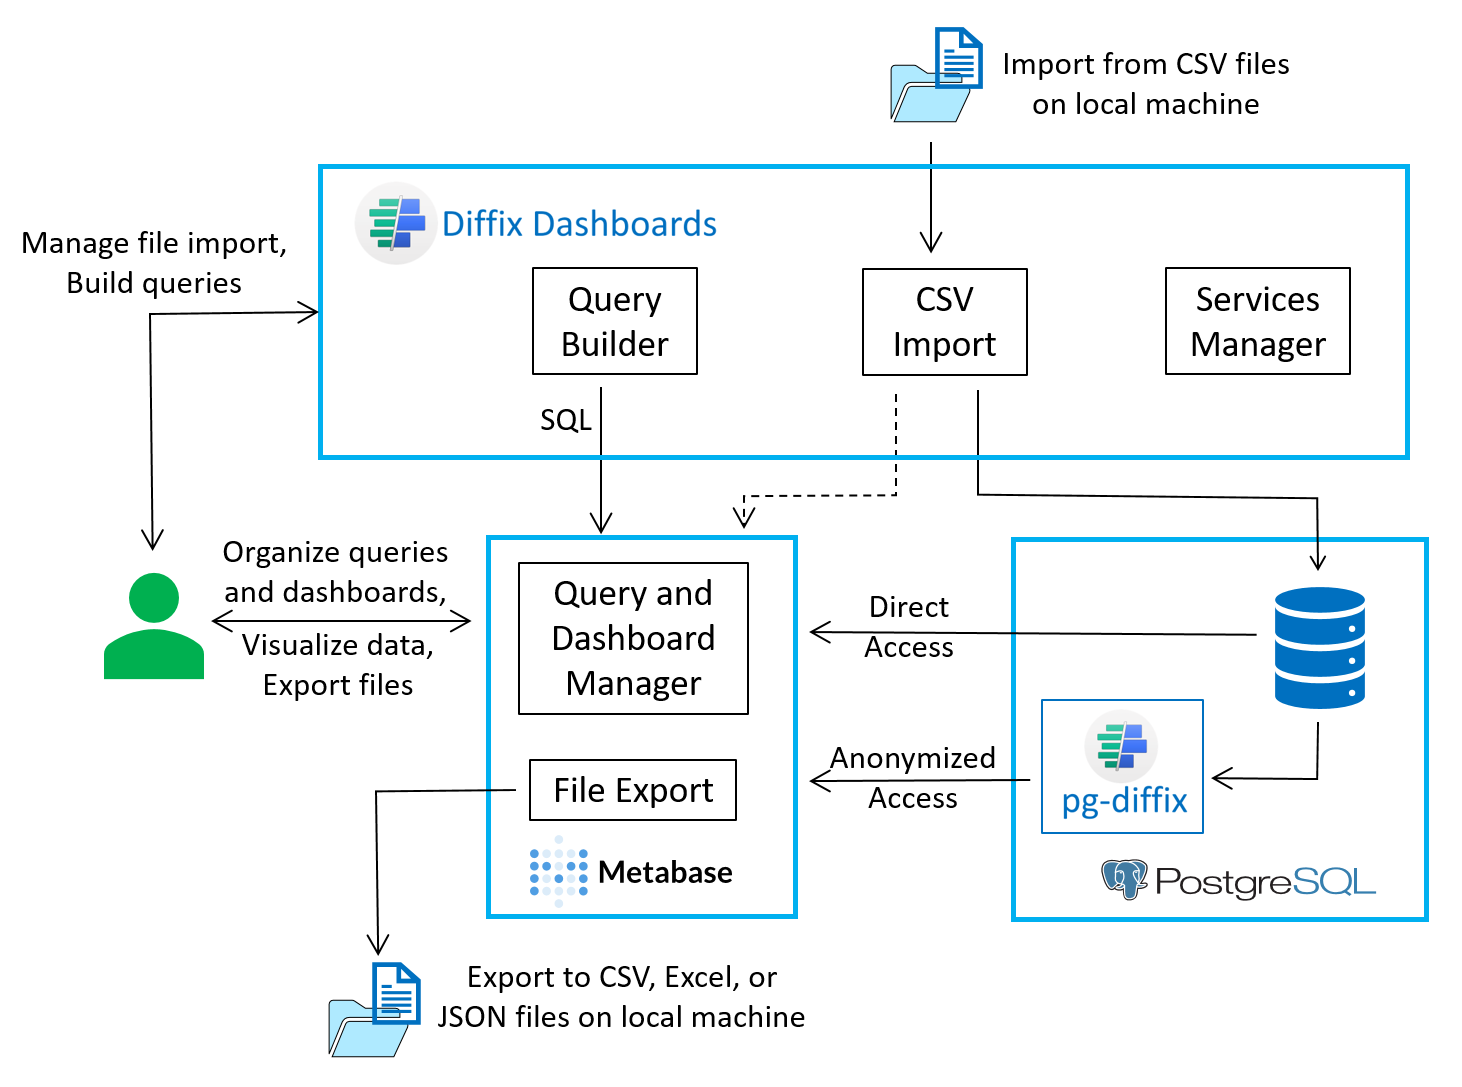 Import from CSV files
on local machine
Diffix Dashboards
Manage file import,
Build queries
Query
Builder
CSV
Import
Services
Manager
SQL
Organize queries
and dashboards,
Visualize data,
Export files
Query and
Dashboard
Manager
Direct
Access
Anonymized
Access
File Export
pg-diffix
Metabase
PostgreSQL
Export to CSV, Excel, or
JSON files on local machine